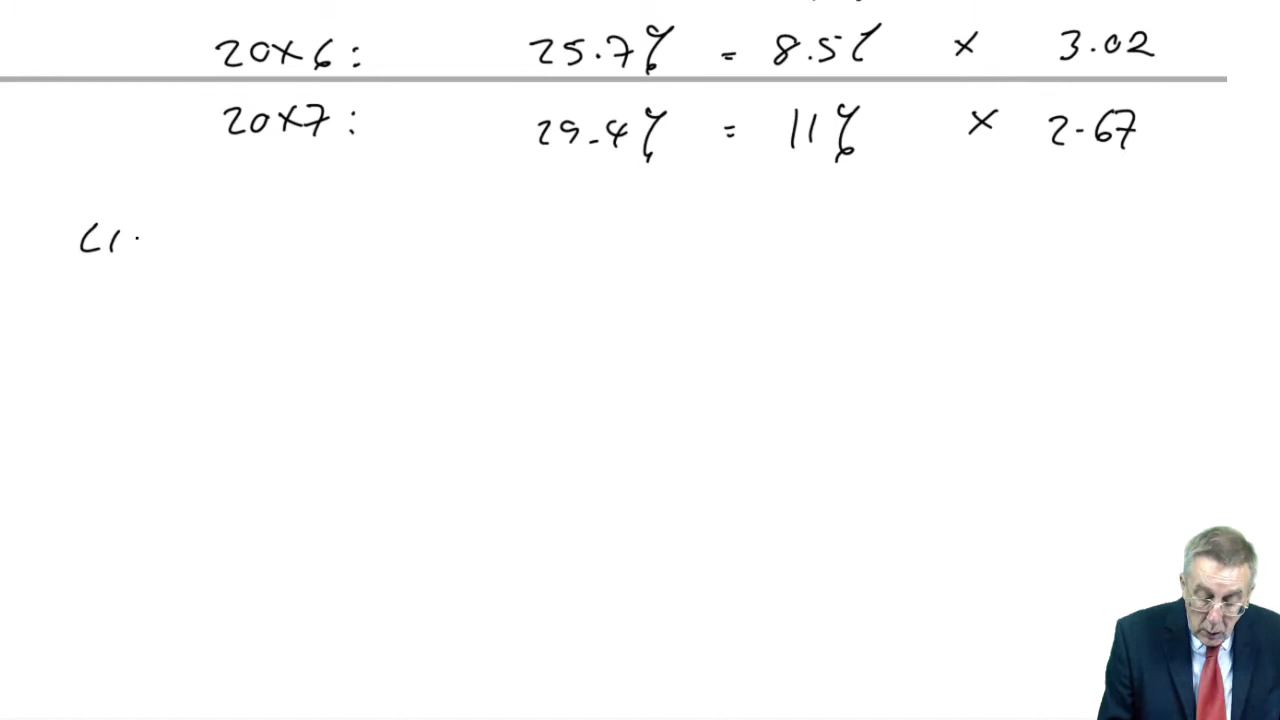 20X6: 25.7% = 8.5% × 3.02
20X7: 29.4% = 11% × 2.67